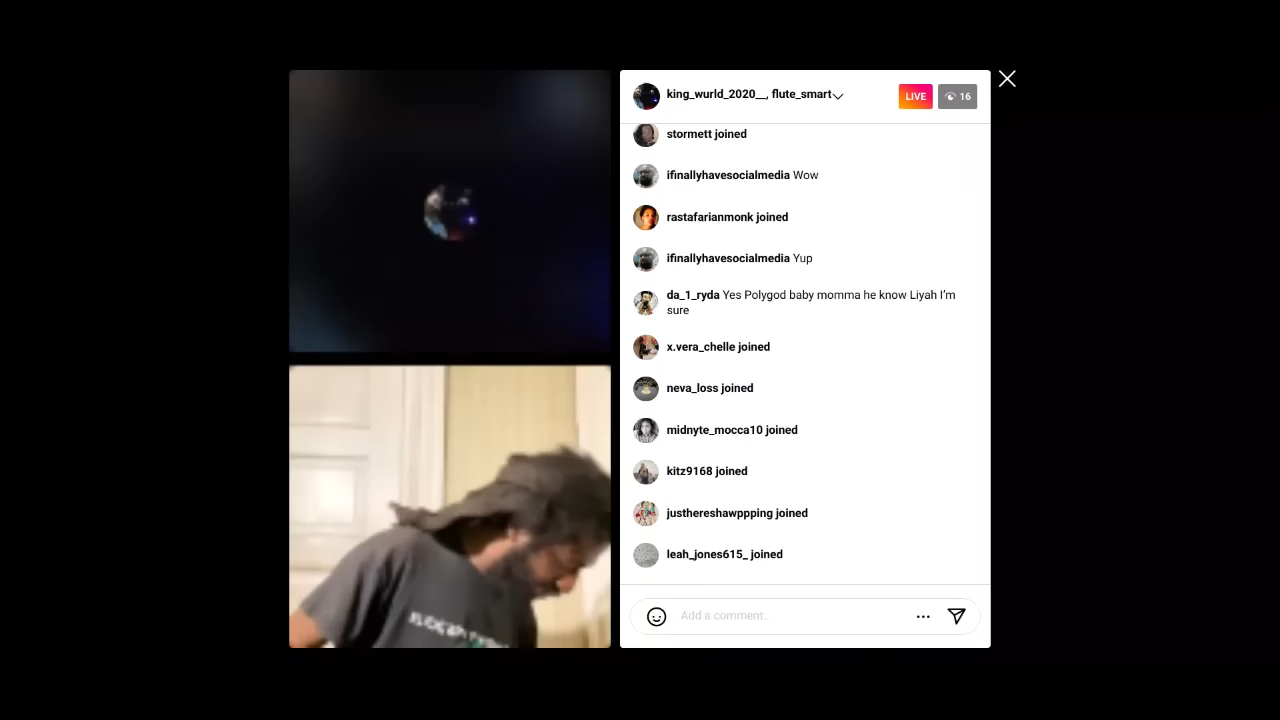 king_wurld_2020__, flute_smart
LIVE
16
stormett joined
ifinallyhavesocialmedia Wow
rastafarianmonk joined
ifinallyhavesocialmedia Yup
da_1_ryda Yes Polygod baby momma he know Liyah I'm
sure
x.vera_chelle joined
neva_loss joined
midnyte_mocca10 joined
kitz9168 joined
justhereshawppping joined
leah_jones615_ joined
Add a comment...